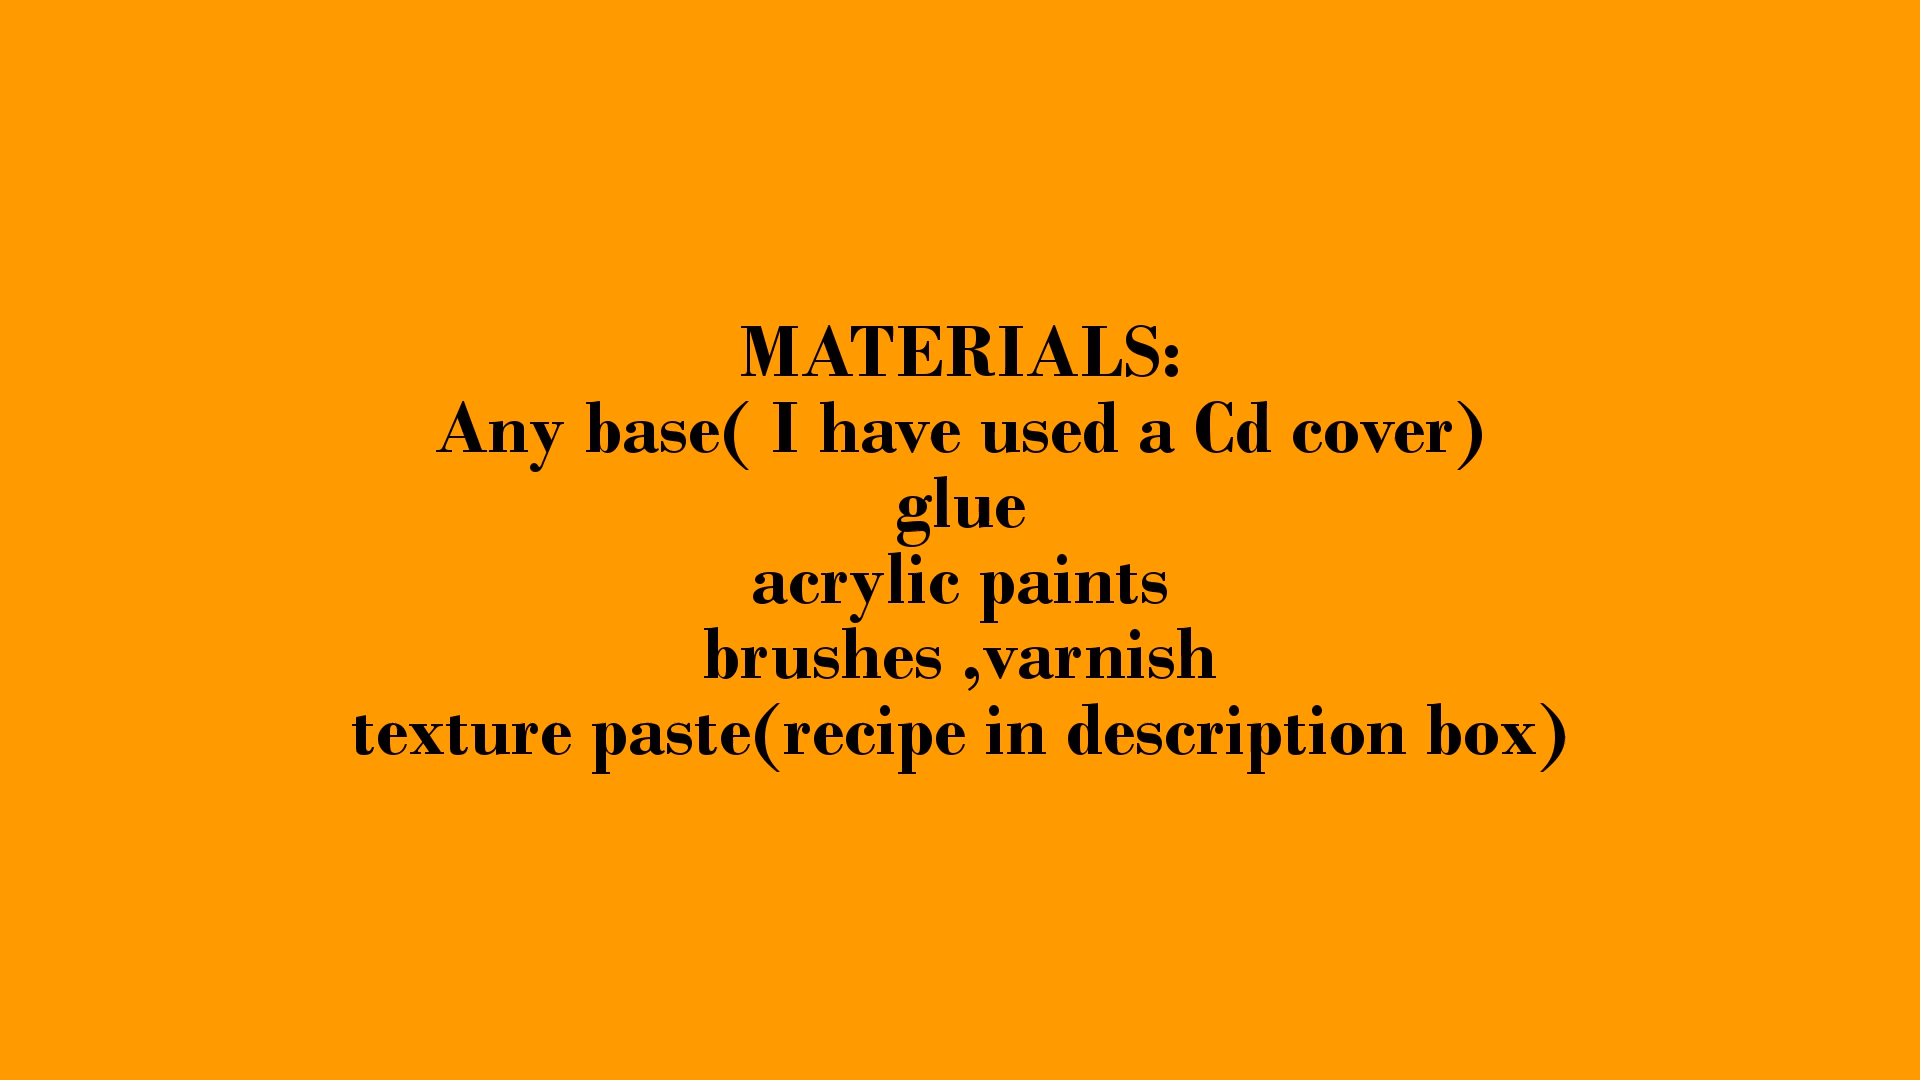 MATERIALS:
Any base( I have used a Cd cover)
glue
acrylic paints
brushes ,varnish
texture paste(recipe in description box)